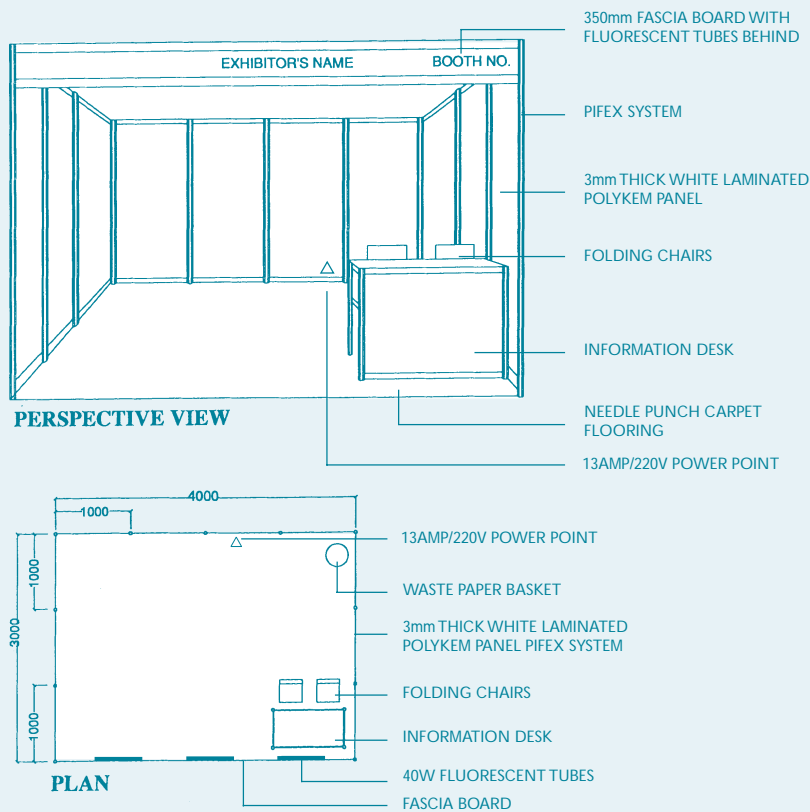 350mm FASCIA BOARD WITH
FLUORESCENT TUBES BEHIND
EXHIBITOR'S NAME
BOOTH NO.
PIFEX SYSTEM
3mm THICK WHITE LAMINATED
POLYKEM PANEL
FOLDING CHAIRS
INFORMATION DESK
NEEDLE PUNCH CARPET
FLOORING
13AMP/220V POWER POINT
PERSPECTIVE VIEW
4000
1000
1000
3000
1000
13AMP/220V POWER POINT
WASTE PAPER BASKET
3mm THICK WHITE LAMINATED
POLYKEM PANEL PIFEX SYSTEM
FOLDING CHAIRS
INFORMATION DESK
40W FLUORESCENT TUBES
FASCIA BOARD
PLAN